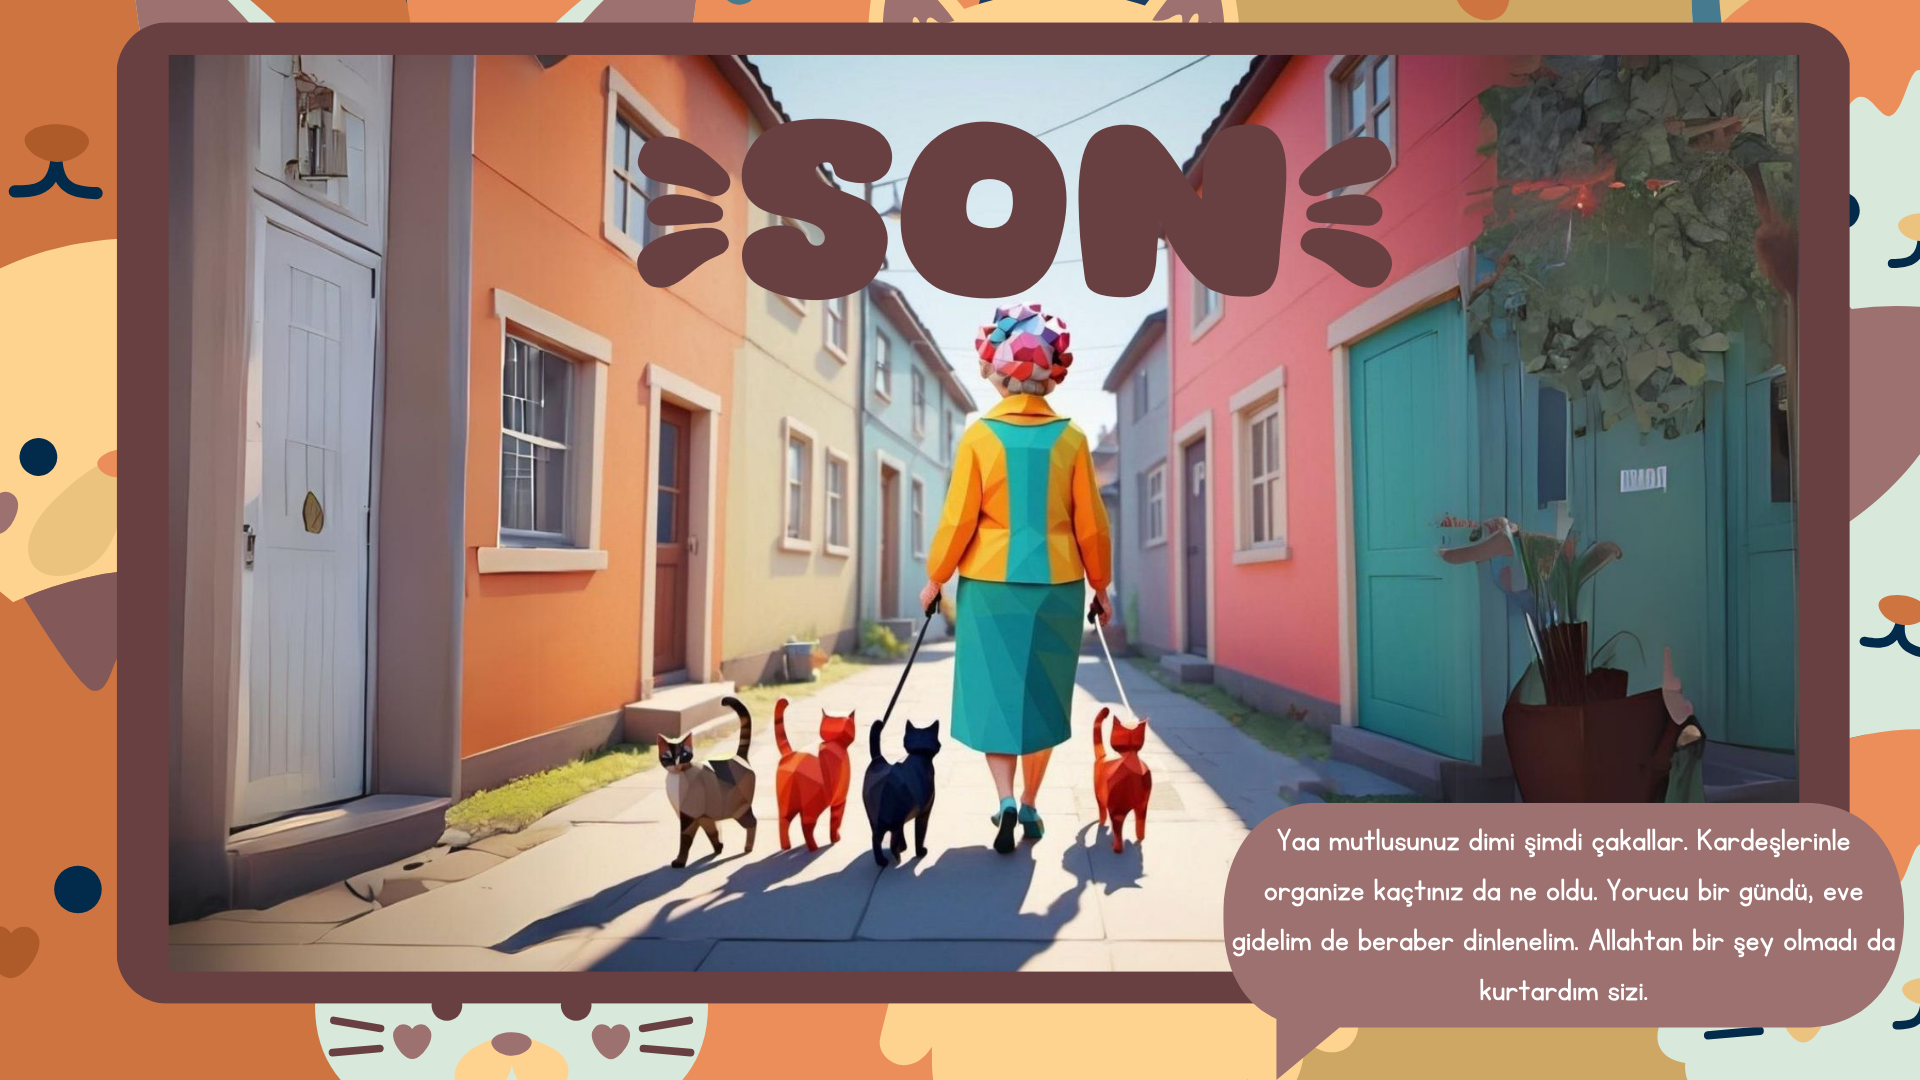 SON
Yaa mutlusunuz dimi şimdi çakallar. Kardeşlerinle
organize kaçtınız da ne oldu. Yorucu bir gündü, eve
gidelim de beraber dinlenelim. Allahtan bir şey olmadı da
kurtardım sizi.